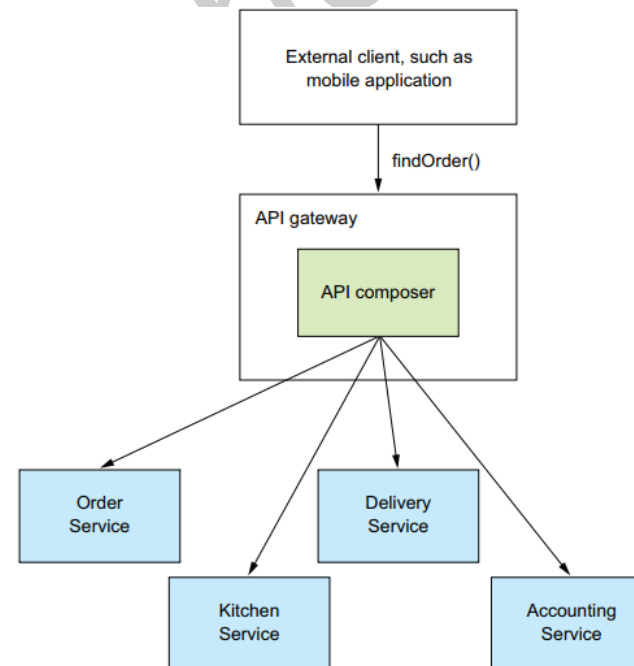 External client, such as
mobile application
findOrder()
API gateway
API composer
Order
Service
Delivery
Service
Kitchen
Service
Accounting
Service